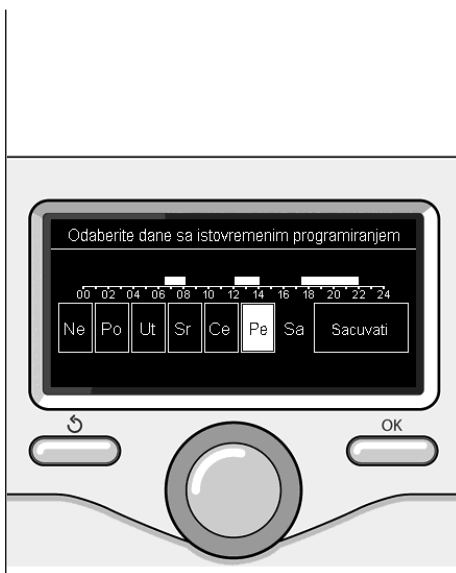 Odaberite dane sa istovremenim programiranjem
00 02 04 06 08 10 12 14 16 18 20 22 24
Ne Po Ut Sr Ce Pe Sa Sacuvati
OK